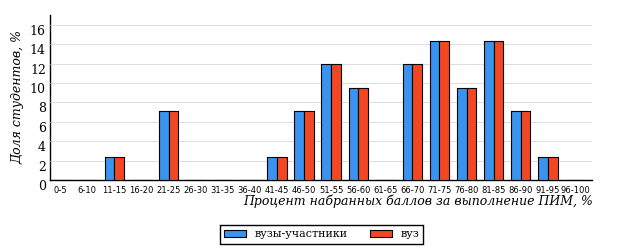 Доля студентов, %
16
14
12
10
8
6
4
2
0
0-5 6-10 11-15 16-20 21-25 26-30 31-35 36-40 41-45 46-50 51-55 56-60 61-65 66-70 71-75 76-80 81-85 86-90 91-95 96-100
Процент набранных баллов за выполнение ПИМ, %
вузы-участники вуз